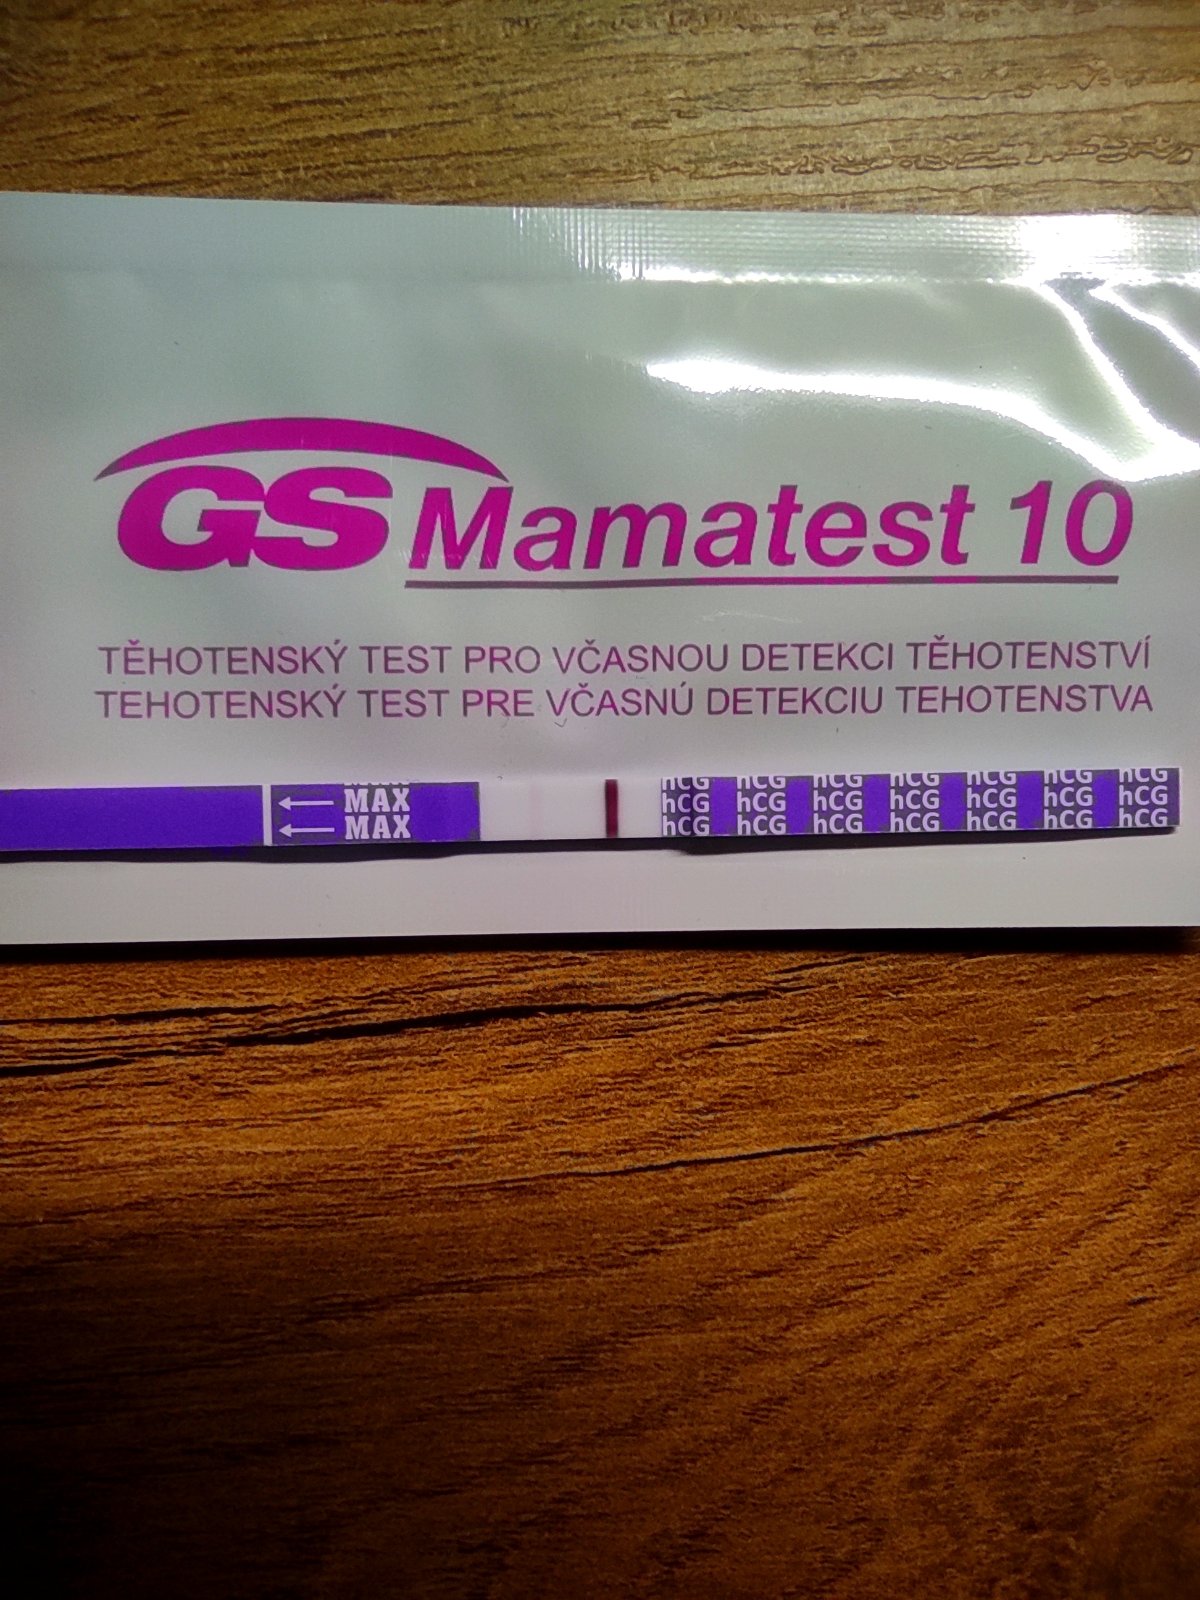 GS Mamatest 10
TĚHOTENSKÝ TEST PRO VČASNOU DETEKCI TĚHOTENSTVÍ
TEHOTENSKÝ TEST PRE VČASNÚ DETEKCIU TEHOTENSTVA
MAX
MAX
hCG hCG hCG hCG hCG hCG hCG
hCG hCG hCG hCG hCG hCG hCG
hCG hCG hCG hCG hCG hCG hCG